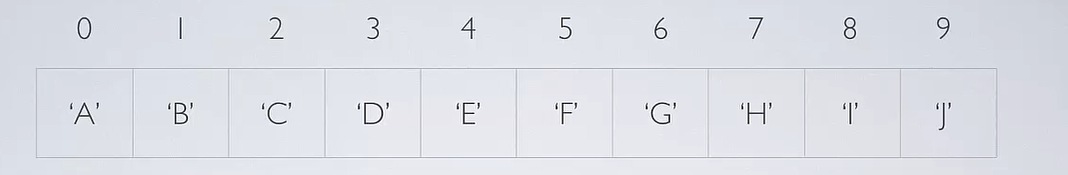 0 1 2 3 4 5 6 7 8 9
‘A’ ‘B’ ‘C’ ‘D’ ‘E’ ‘F’ ‘G’ ‘H’ ‘I’ ‘J’